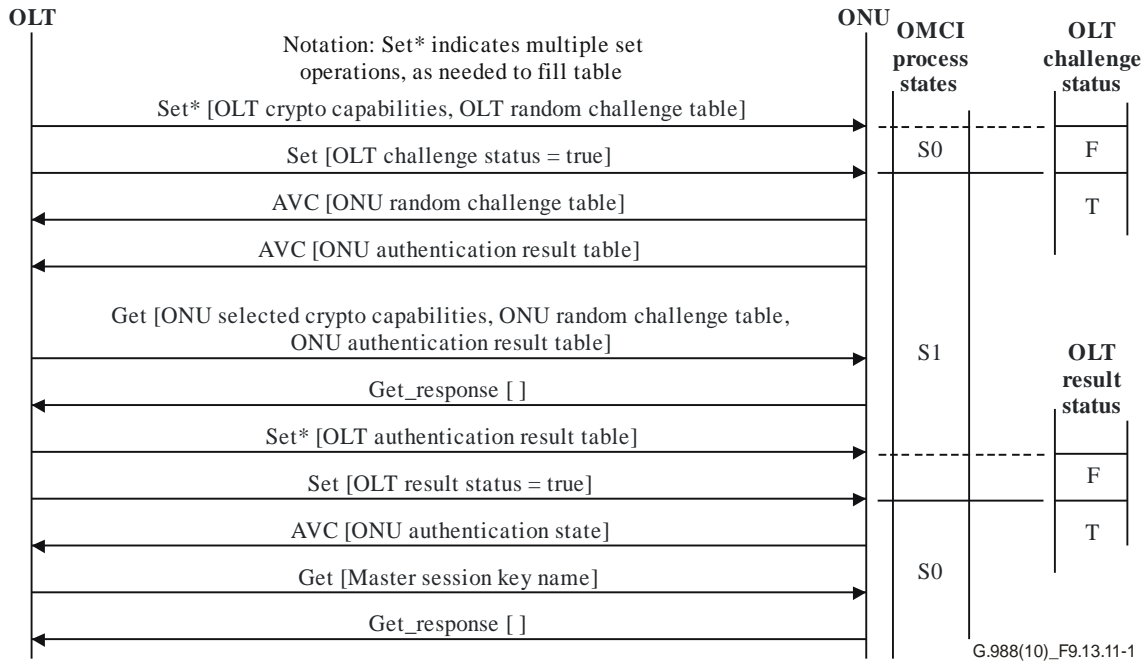 OLT
ONU
OMCI
process
states
OLT
challenge
status
Notation: Set* indicates multiple set
operations, as needed to fill table
Set* [OLT crypto capabilities, OLT random challenge table]
S0
F
Set [OLT challenge status = true]
AVC [ONU random challenge table]
T
AVC [ONU authentication result table]
Get [ONU selected crypto capabilities, ONU random challenge table,
ONU authentication result table]
S1
OLT
result
status
Get_response [ ]
Set* [OLT authentication result table]
F
Set [OLT result status = true]
AVC [ONU authentication state]
T
S0
Get [Master session key name]
Get_response [ ]
G.988(10)_F9.13.11-1